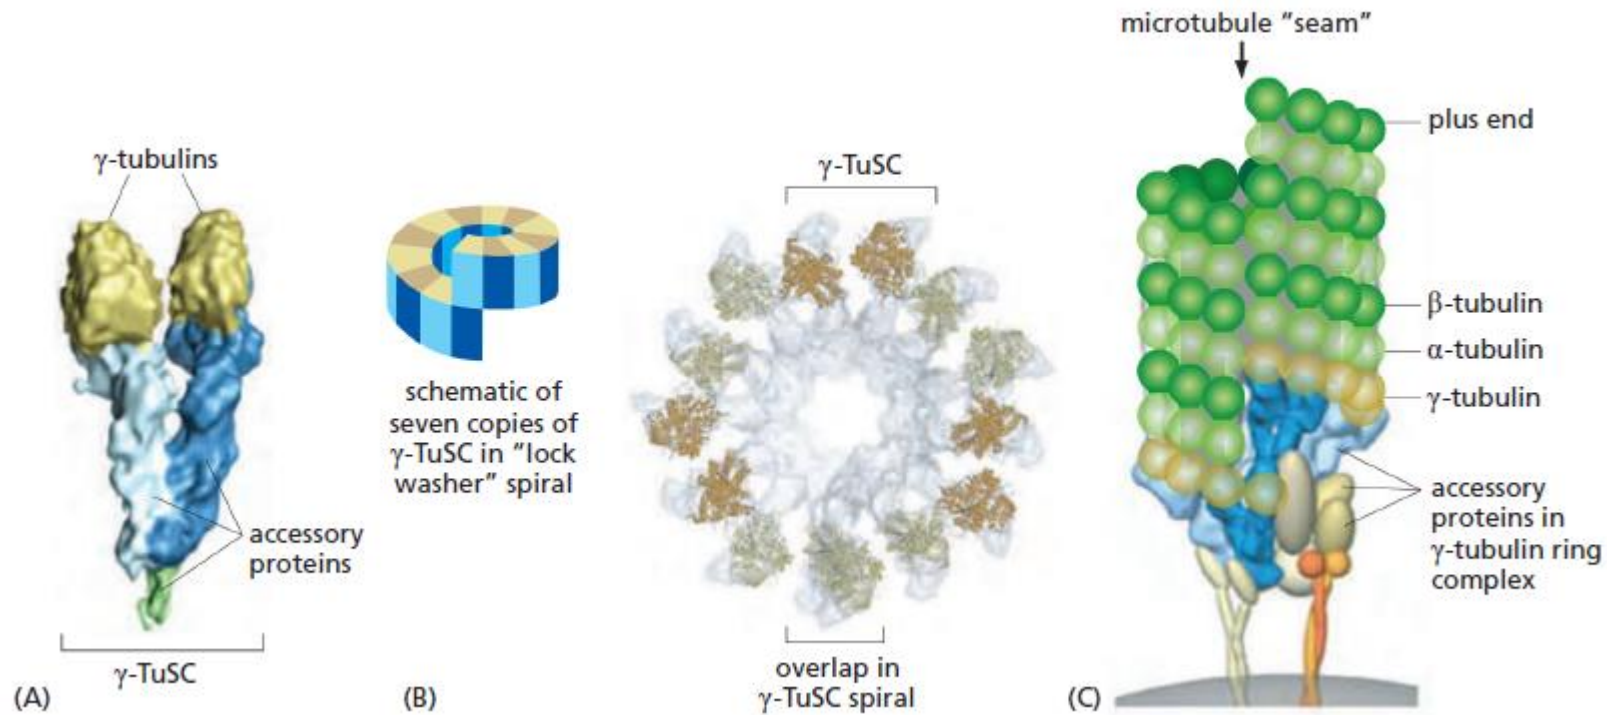 γ-tubulins
accessory
proteins
γ-TuSC
(A)
schematic of
seven copies of
γ-TuSC in “lock
washer” spiral
(B)
γ-TuSC
overlap in
γ-TuSC spiral
microtubule “seam”
plus end
β-tubulin
α-tubulin
γ-tubulin
accessory
proteins in
γ-tubulin ring
complex
(C)